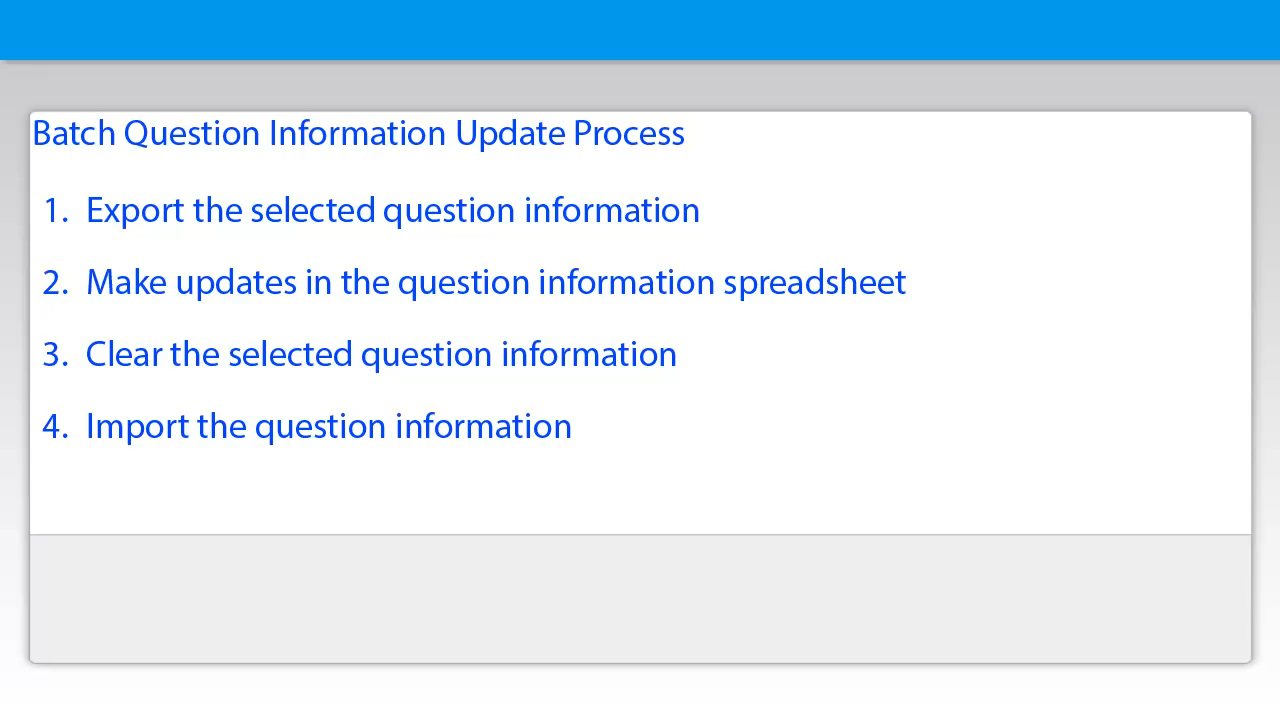 Batch Question Information Update Process
1. Export the selected question information
2. Make updates in the question information spreadsheet
3. Clear the selected question information
4. Import the question information